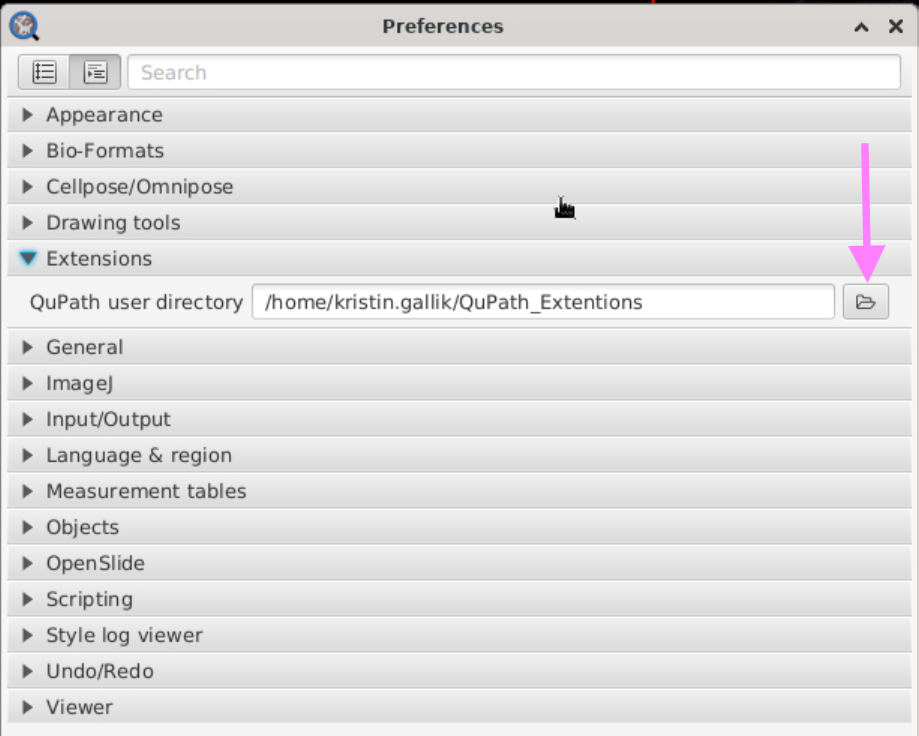 Preferences
Search
Appearance
Bio-Formats
Cellpose/Omnipose
Drawing tools
Extensions
QuPath user directory /home/kristin.gallik/QuPath_Extentions
General
ImageJ
Input/Output
Language & region
Measurement tables
Objects
OpenSlide
Scripting
Style log viewer
Undo/Redo
Viewer